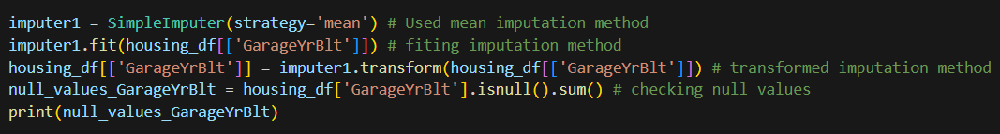 imputer1 = SimpleImputer(strategy='mean') # Used mean imputation method
imputer1.fit(housing_df[['GarageYrBlt']]) # fiting imputation method
housing_df[['GarageYrBlt']] = imputer1.transform(housing_df[['GarageYrBlt']]) # transformed imputation method
null_values_GarageYrBlt = housing_df['GarageYrBlt'].isnull().sum() # checking null values
print(null_values_GarageYrBlt)